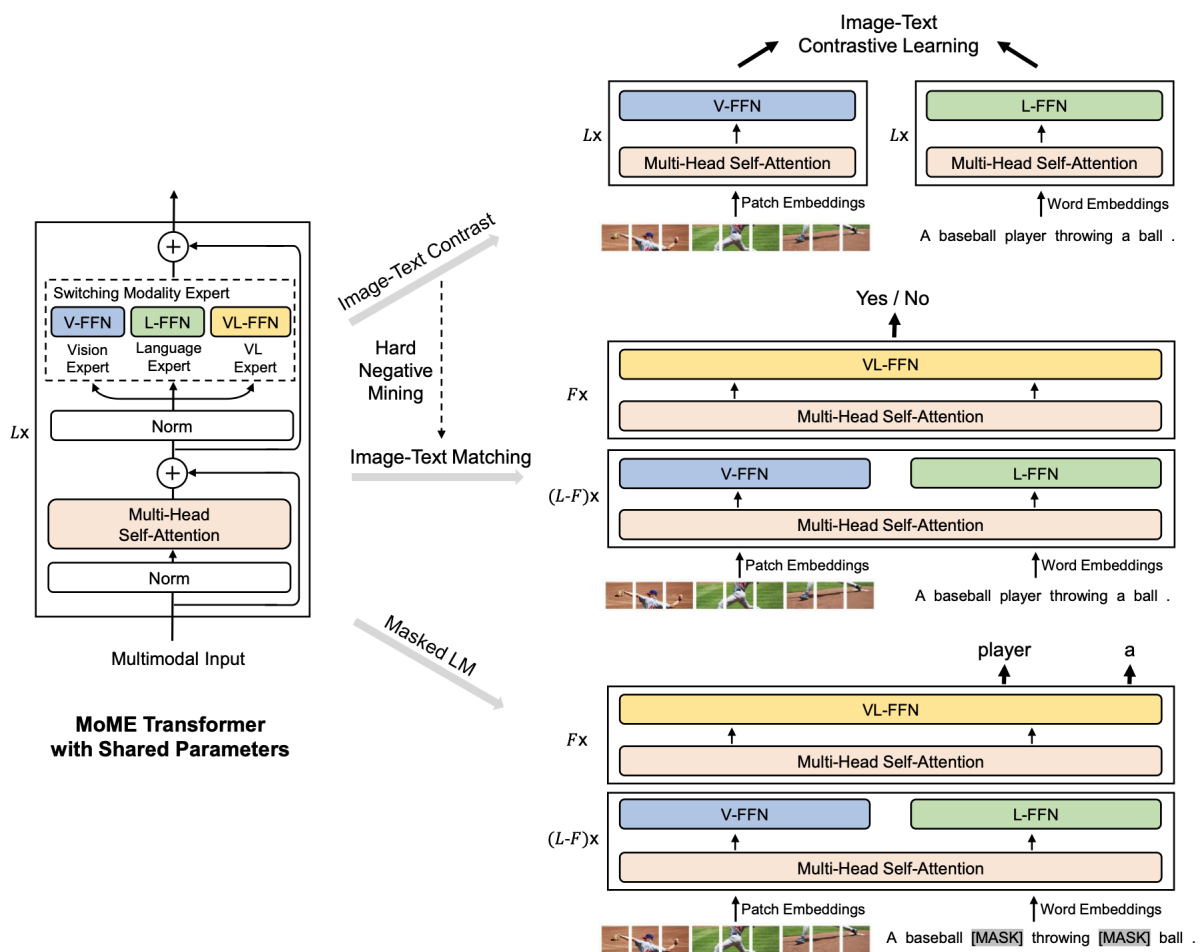 Image-Text
Contrastive Learning
V-FFN
L-FFN
Lx
Lx
Multi-Head Self-Attention
Multi-Head Self-Attention
Patch Embeddings
Word Embeddings
A baseball player throwing a ball .
Switching Modality Expert
V-FFN
L-FFN
VL-FFN
Vision
Expert
Language
Expert
VL
Expert
Norm
Lx
Multi-Head
Self-Attention
Norm
Multimodal Input
MoME Transformer
with Shared Parameters
Image-Text Contrast
Hard
Negative
Mining
Image-Text Matching
Masked LM
Yes / No
VL-FFN
Fx
Multi-Head Self-Attention
V-FFN
L-FFN
(L-F)x
Multi-Head Self-Attention
Patch Embeddings
Word Embeddings
A baseball player throwing a ball .
player
a
VL-FFN
Fx
Multi-Head Self-Attention
V-FFN
L-FFN
(L-F)x
Multi-Head Self-Attention
Patch Embeddings
Word Embeddings
A baseball [MASK] throwing [MASK] ball .